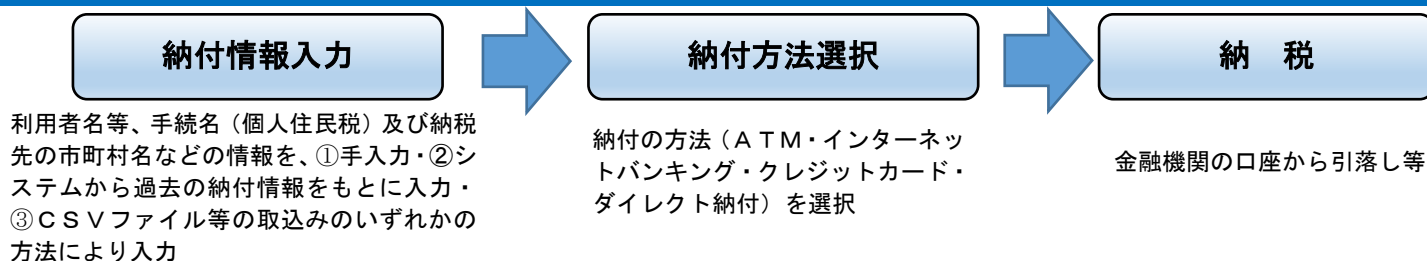 納付情報入力
利用者名等、手続名（個人住民税）及び納税
先の市町村名などの情報を、①手入力・②シ
ステムから過去の納付情報をもとに入力・
③ＣＳＶファイル等の取込みのいずれかの
方法により入力
納付方法選択
納付の方法（ＡＴＭ・インターネッ
トバンキング・クレジットカード・
ダイレクト納付）を選択
納　税
金融機関の口座から引落し等